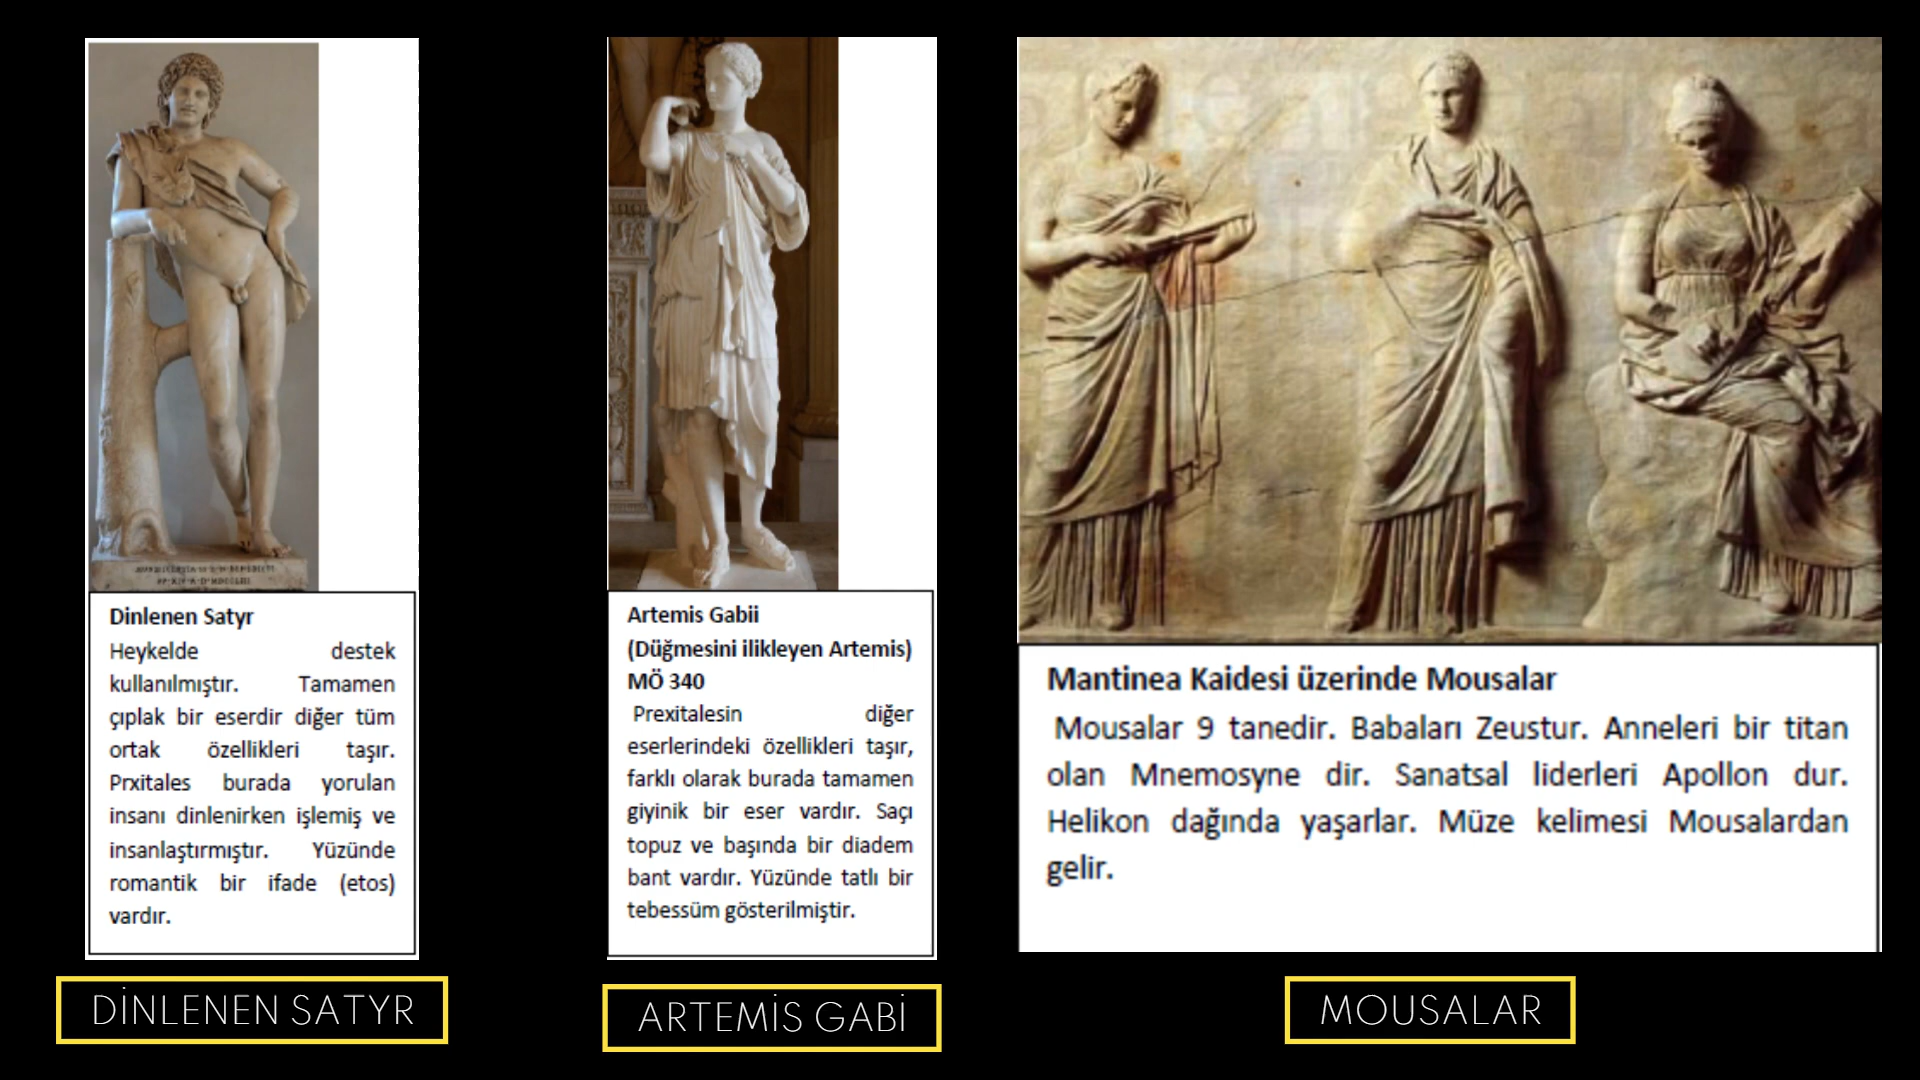 Dinlenen Satyr
Heykelde destek
kullanılmıştır. Tamamen
çıplak bir eserdir diğer tüm
ortak özellikleri taşır.
Prxitales burada yorulan
insanı dinlenirken işlemiş ve
insanlaştırmıştır. Yüzünde
romantik bir ifade (etos)
vardır.
DİNLENEN SATYR
Artemis Gabii
(Düğmesini ilikleyen Artemis)
MÖ 340
Prexitalesin diğer
eserlerindeki özellikleri taşır,
farklı olarak burada tamamen
giyinik bir eser vardır. Saçı
topuz ve başında bir diadem
bant vardır. Yüzünde tatlı bir
tebessüm gösterilmiştir.
ARTEMİS GABİ
Mantinea Kaidesi üzerinde Mousalar
Mousalar 9 tanedir. Babaları Zeustur. Anneleri bir titan
olan Mnemosyne dir. Sanatsal liderleri Apollon dur.
Helikon dağında yaşarlar. Müze kelimesi Mousalardan
gelir.
MOUSALAR